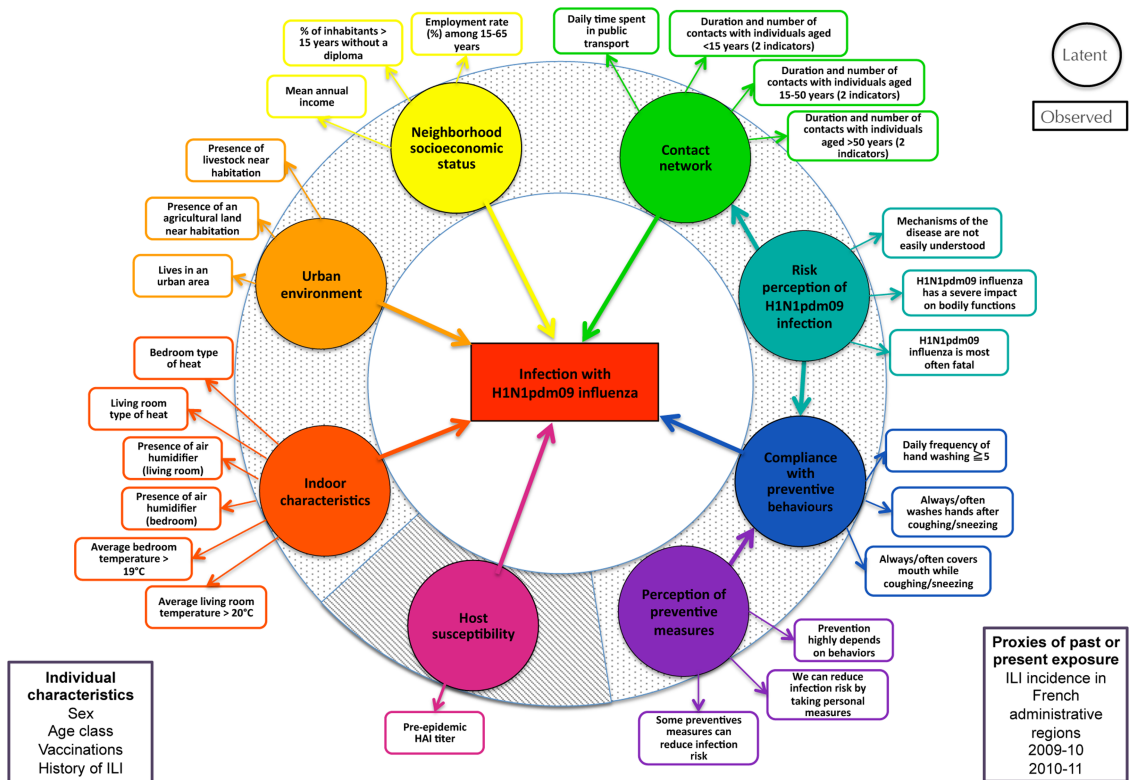 % of inhabitants >
15 years without a
diploma
Employment rate
(%) among 15-65
years
Mean annual
income
Neighborhood
socioeconomic
status
Daily time spent
in public
transport
Duration and number of
contacts with individuals aged
<15 years (2 indicators)
Duration and number of
contacts with individuals aged
15-50 years (2 indicators)
Duration and number of
contacts with individuals
aged >50 years (2
indicators)
Contact
network
Latent
Observed
Presence of
livestock near
habitation
Presence of an
agricultural land
near habitation
Lives in an
urban area
Urban
environment
Risk
perception of
H1N1pdm09
infection
Mechanisms of the
disease are not
easily understood
H1N1pdm09 influenza
has a severe impact
on bodily functions
H1N1pdm09
influenza is most
often fatal
Infection with
H1N1pdm09 influenza
Bedroom type
of heat
Living room
type of heat
Presence of air
humidifier
(living room)
Presence of air
humidifier
(bedroom)
Average bedroom
temperature >
19°C
Average living room
temperature > 20°C
Indoor
characteristics
Compliance with
preventive
behaviours
Daily frequency of
hand washing ≧5
Always/often
washes hands after
coughing/sneezing
Always/often covers
mouth while
coughing/sneezing
Host
susceptibility
Pre-epidemic
HAI titer
Perception of
preventive
measures
Prevention
highly depends
on behaviors
We can reduce
infection risk by
taking personal
measures
Some preventives
measures can
reduce infection
risk
Individual
characteristics
Sex
Age class
Vaccinations
History of ILI
Proxies of past or
present exposure
ILI incidence in
French
administrative
regions
2009-10
2010-11